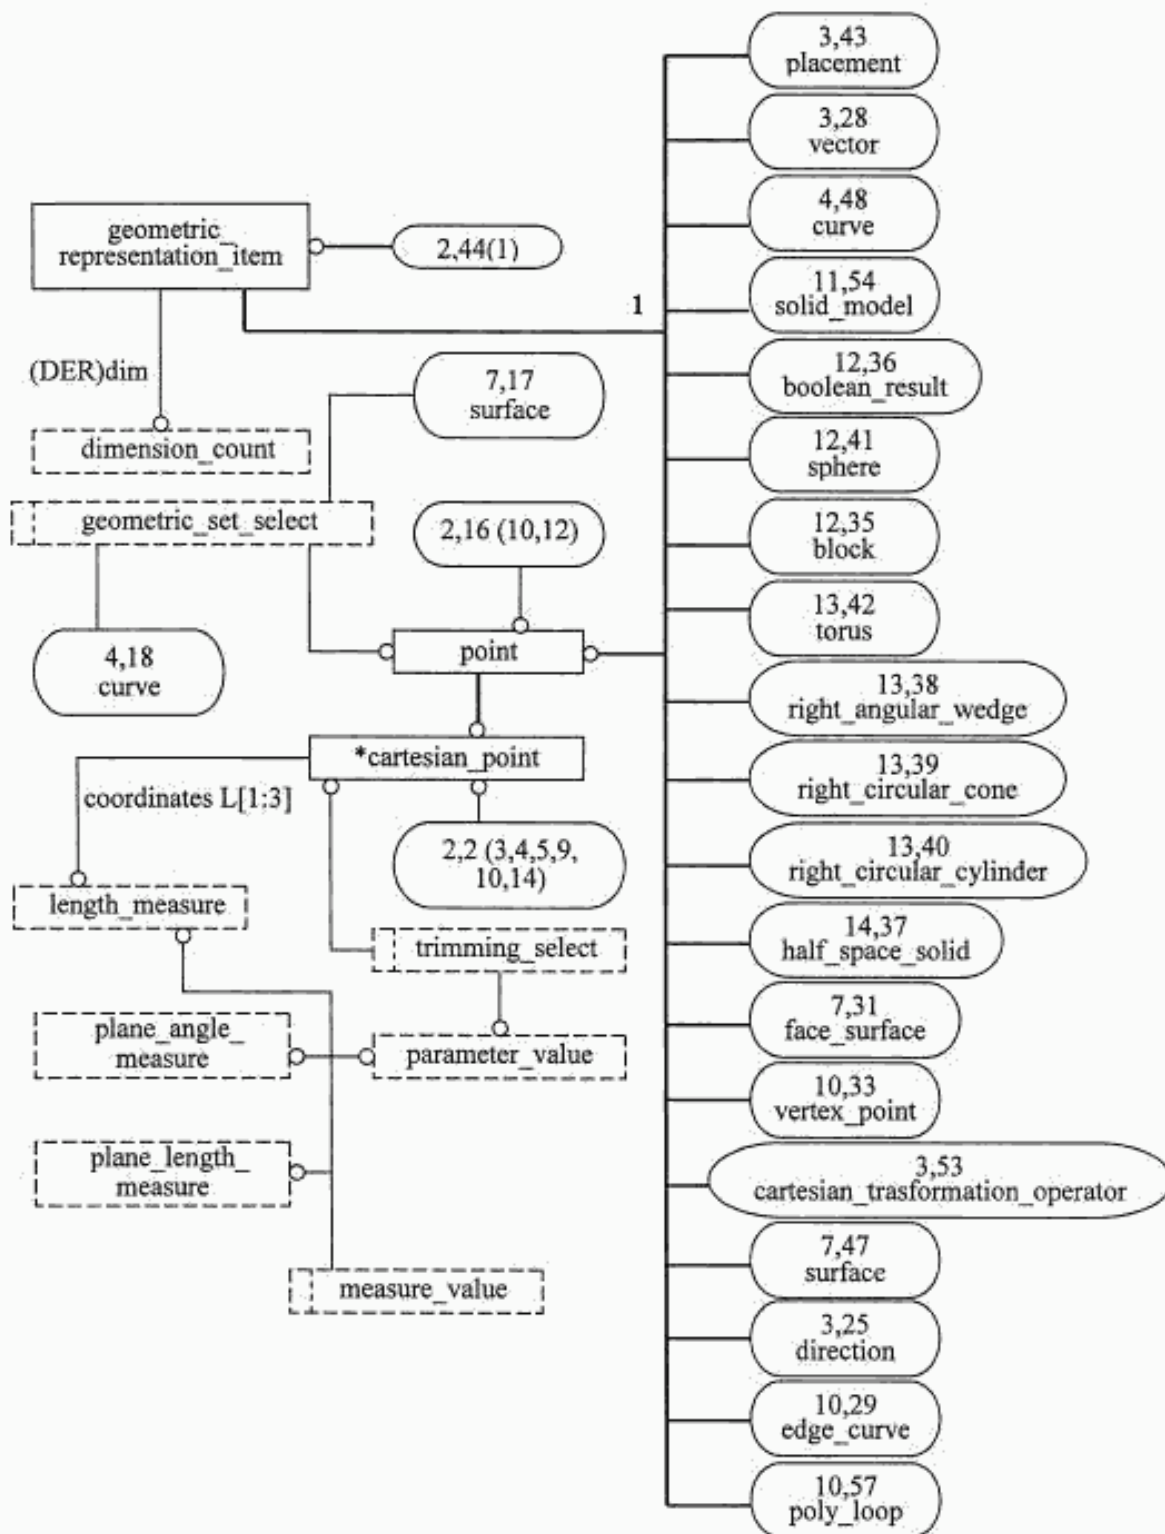 3,43
placement
3,28
vector
4,48
curve
geometric_
representation_item
2,44(1)
11,54
solid_model
1
(DER)dim
7,17
surface
12,36
boolean_result
dimension_count
12,41
sphere
geometric_set_select
2,16 (10,12)
12,35
block
13,42
torus
4,18
curve
point
13,38
right_angular_wedge
*cartesian_point
13,39
right_circular_cone
coordinates L[1:3]
2,2 (3,4,5,9,
10,14)
13,40
right_circular_cylinder
length_measure
trimming_select
14,37
half_space_solid
plane_angle_
measure
parameter_value
7,31
face_surface
10,33
vertex_point
plane_length_
measure
3,53
cartesian_trasformation_operator
measure_value
7,47
surface
3,25
direction
10,29
edge_curve
10,57
poly_loop